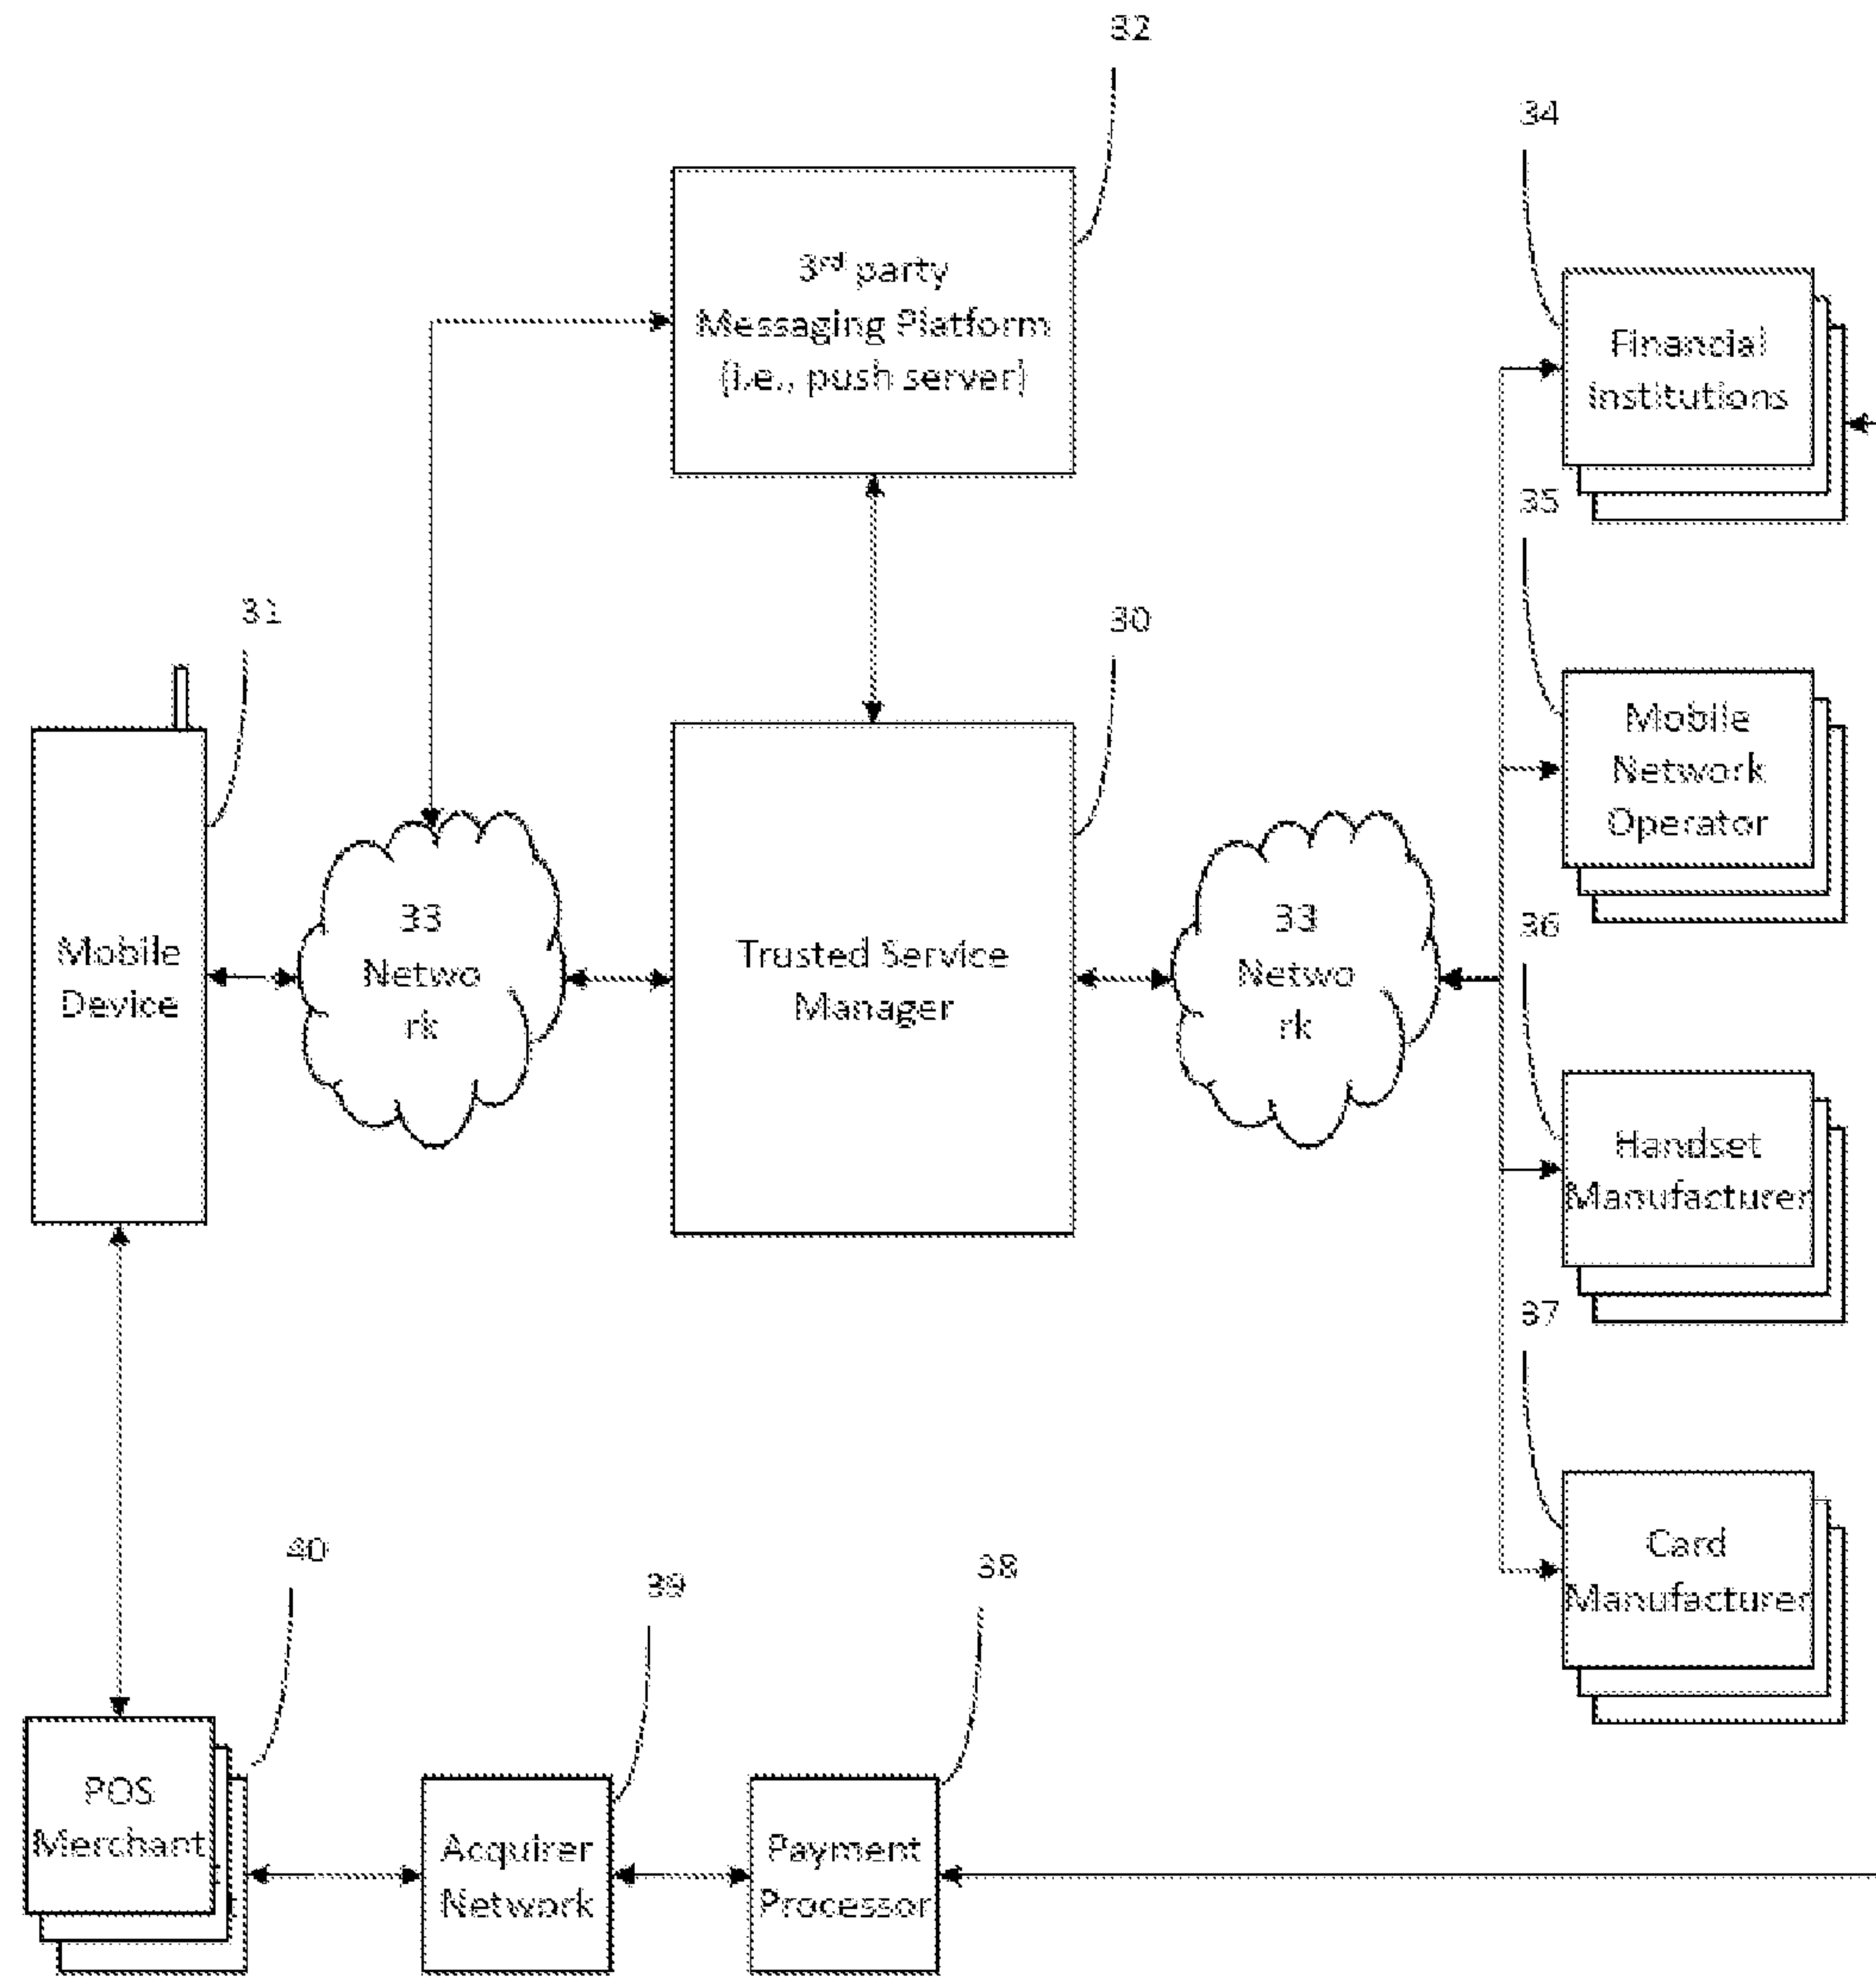 32
34
3rd party
Messaging Platform
(i.e., push server)
Financial
Institutions
35
31
30
Mobile
Network
Operator
33
Netwo
rk
33
Netwo
rk
36
Mobile
Device
Trusted Service
Manager
Handset
Manufacturer
37
40
39
38
Card
Manufacturer
POS
Merchant
Acquirer
Network
Payment
Processor